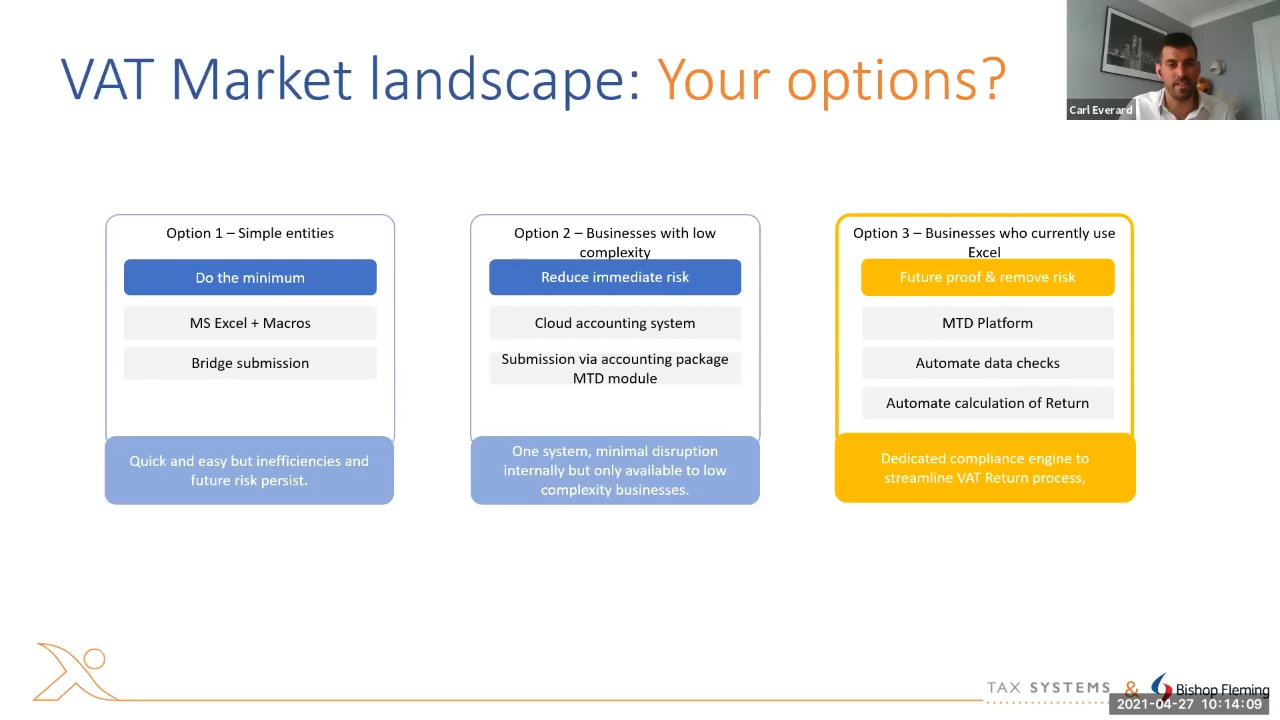 VAT Market landscape: Your options?
Carl Everard
Option 1 – Simple entities
Do the minimum
MS Excel + Macros
Bridge submission
Quick and easy but inefficiencies and
future risk persist.
Option 2 – Businesses with low
complexity
Reduce immediate risk
Cloud accounting system
Submission via accounting package
MTD module
One system, minimal disruption
internally but only available to low
complexity businesses.
Option 3 – Businesses who currently use
Excel
Future proof & remove risk
MTD Platform
Automate data checks
Automate calculation of Return
Dedicated compliance engine to
streamline VAT Return process,
TAX SYSTEMS & Bishop Fleming
2021-04-27 10:14:09